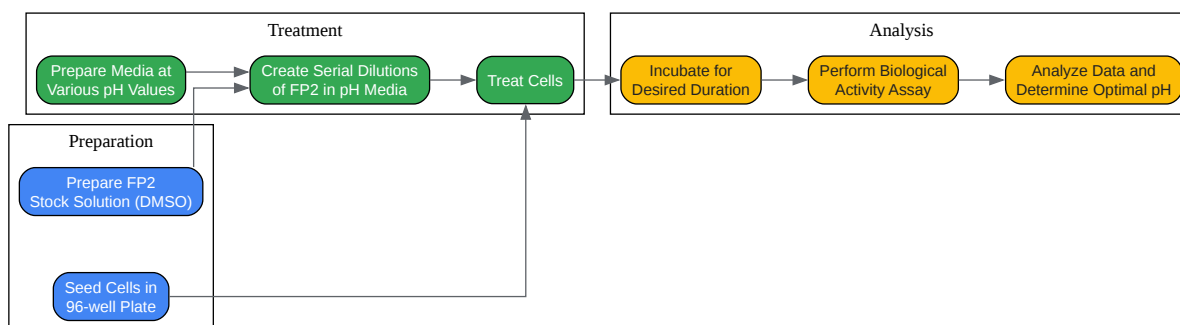 Treatment
Prepare Media at
Various pH Values
Create Serial Dilutions
of FP2 in pH Media
Treat Cells
Analysis
Incubate for
Desired Duration
Perform Biological
Activity Assay
Analyze Data and
Determine Optimal pH
Preparation
Prepare FP2
Stock Solution (DMSO)
Seed Cells in
96-well Plate